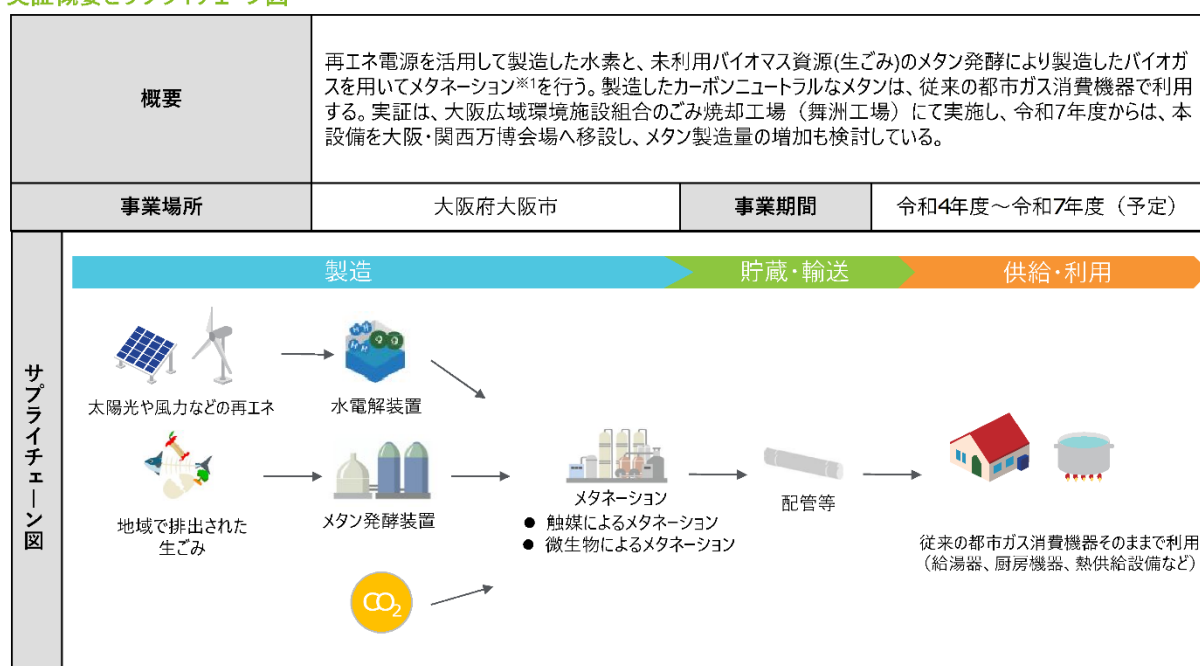 実証概要とサプライチェーン図
概要
再エネ電源を活用して製造した水素と、未利用バイオマス資源(生ごみ)のメタン発酵により製造したバイオガ
スを用いてメタネーション※1を行う。製造したカーボンニュートラルなメタンは、従来の都市ガス消費機器で利用
する。実証は、大阪広域環境施設組合のごみ焼却工場（舞洲工場）にて実施し、令和7年度からは、本
設備を大阪・関西万博会場へ移設し、メタン製造量の増加も検討している。
事業場所
大阪府大阪市
事業期間
令和4年度～令和7年度（予定）
サプライチェーン図
製造
貯蔵・輸送
供給・利用
H H
H H
O
O
太陽光や風力などの再エネ
水電解装置
地域で排出された
生ごみ
メタン発酵装置
メタネーション
● 触媒によるメタネーション
● 微生物によるメタネーション
配管等
従来の都市ガス消費機器そのままで利用
（給湯器、厨房機器、熱供給設備など）
CO2